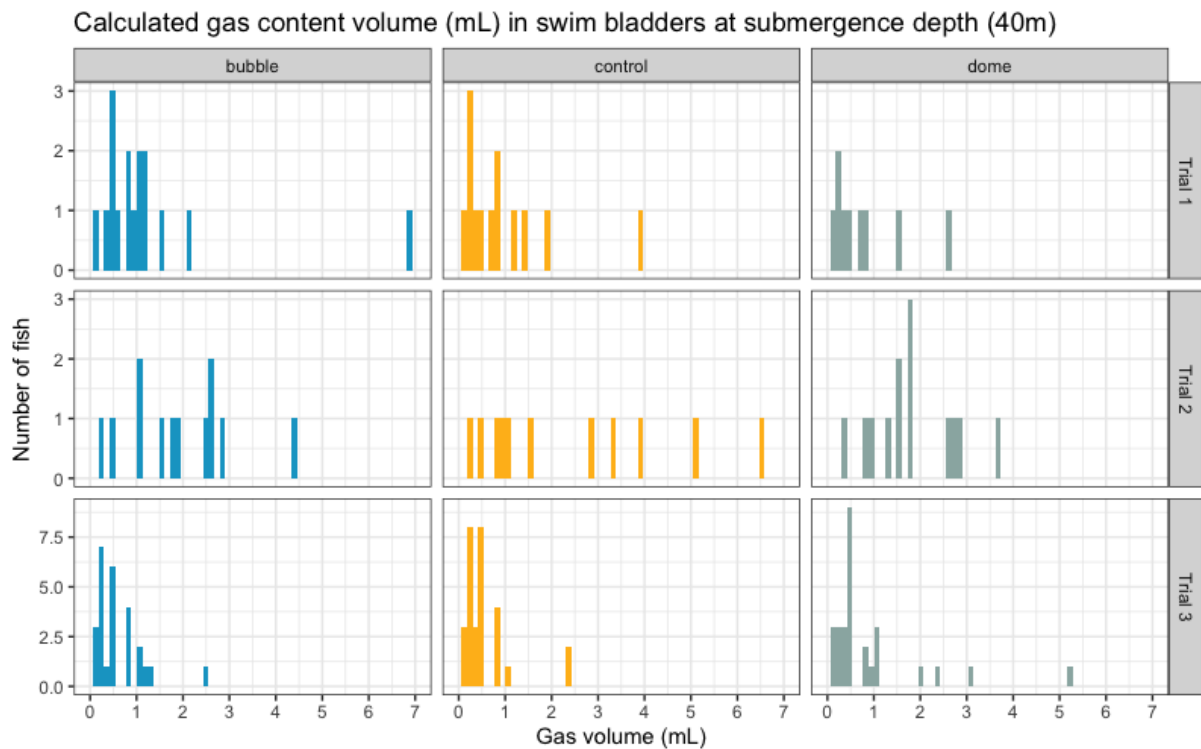 Calculated gas content volume (mL) in swim bladders at submergence depth (40m)
bubble control dome
3
2
1
0
Trial 1
3
2
1
0
Trial 2
7.5
5.0
2.5
0.0
Trial 3
Number of fish
0 1 2 3 4 5 6 7 0 1 2 3 4 5 6 7 0 1 2 3 4 5 6 7
Gas volume (mL)